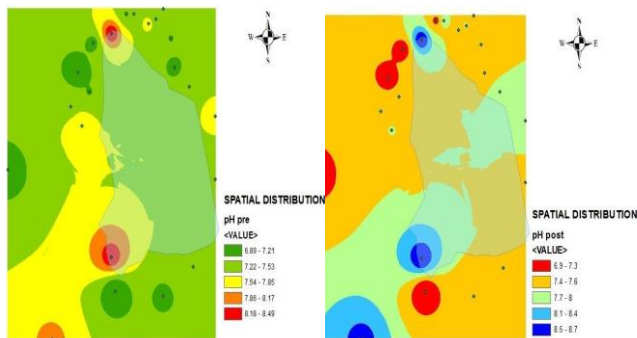 N
W E
S
SPATIAL DISTRIBUTION
pH pre
<VALUE>
6.89 - 7.21
7.22 - 7.53
7.54 - 7.85
7.86 - 8.17
8.18 - 8.49
N
W E
S
SPATIAL DISTRIBUTION
pH post
<VALUE>
6.9 - 7.3
7.4 - 7.6
7.7 - 8
8.1 - 8.4
8.5 - 8.7